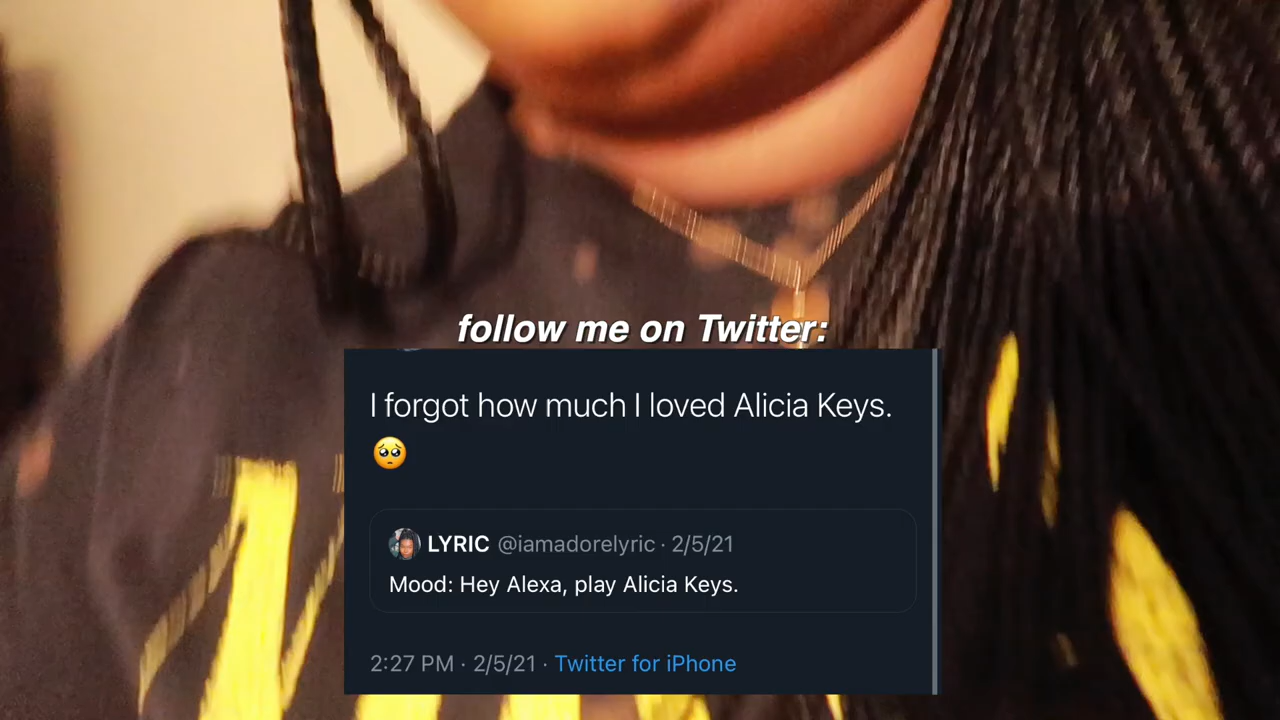 follow me on Twitter:
I forgot how much I loved Alicia Keys.
🥺
LYRIC @iamadorelyric · 2/5/21
Mood: Hey Alexa, play Alicia Keys.
2:27 PM · 2/5/21 · Twitter for iPhone